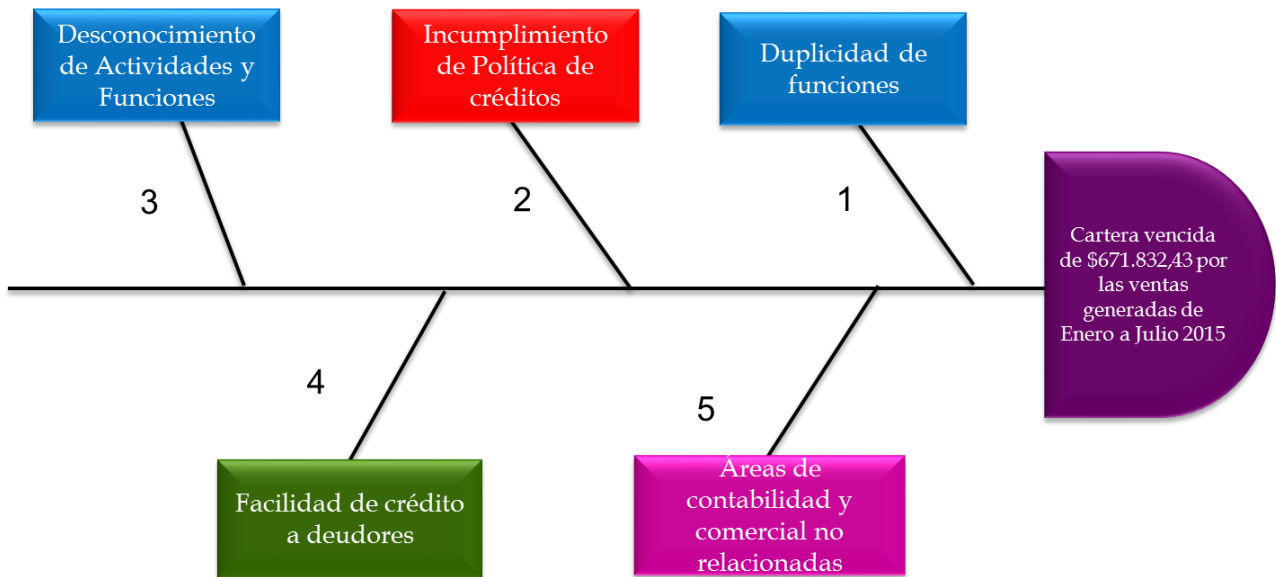 Desconocimiento
de Actividades y
Funciones
Incumplimiento
de Política de
créditos
Duplicidad de
funciones
3
2
1
Cartera vencida
de $671.832,43 por
las ventas
generadas de
Enero a Julio 2015
4
5
Facilidad de crédito
a deudores
Áreas de
contabilidad y
comercial no
relacionadas